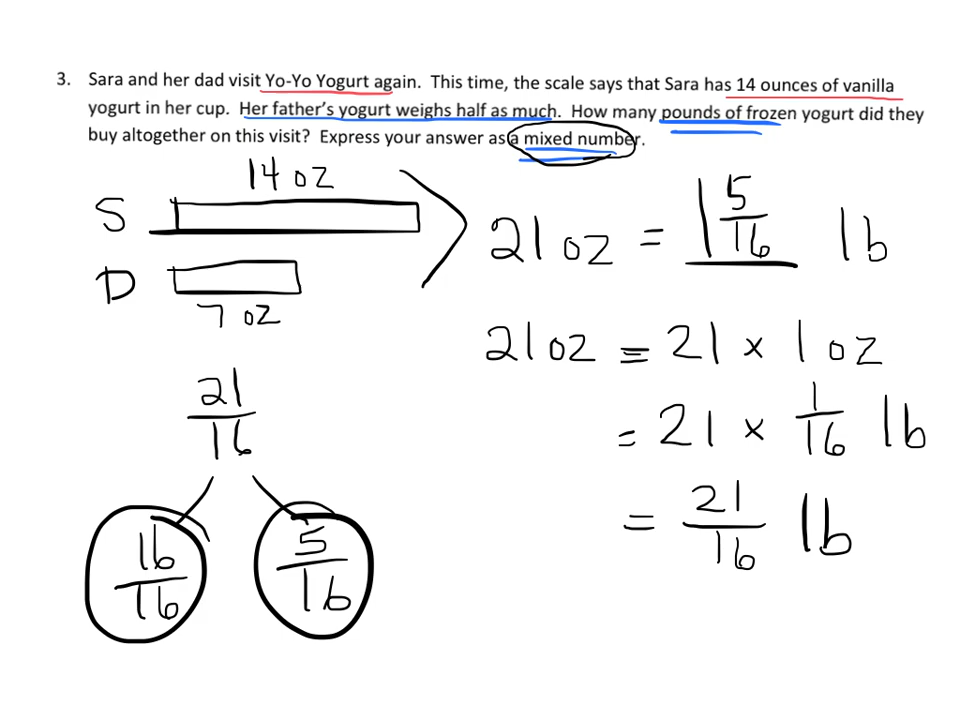 3. Sara and her dad visit Yo-Yo Yogurt again. This time, the scale says that Sara has 14 ounces of vanilla
yogurt in her cup. Her father's yogurt weighs half as much. How many pounds of frozen yogurt did they
buy altogether on this visit? Express your answer as a mixed number.
14 oz
S
D
7 oz
21 oz = 1 5/16 lb
21 oz = 21 x 1 oz
= 21 x 1/16 lb
= 21/16 lb
21/16
16/16 5/16